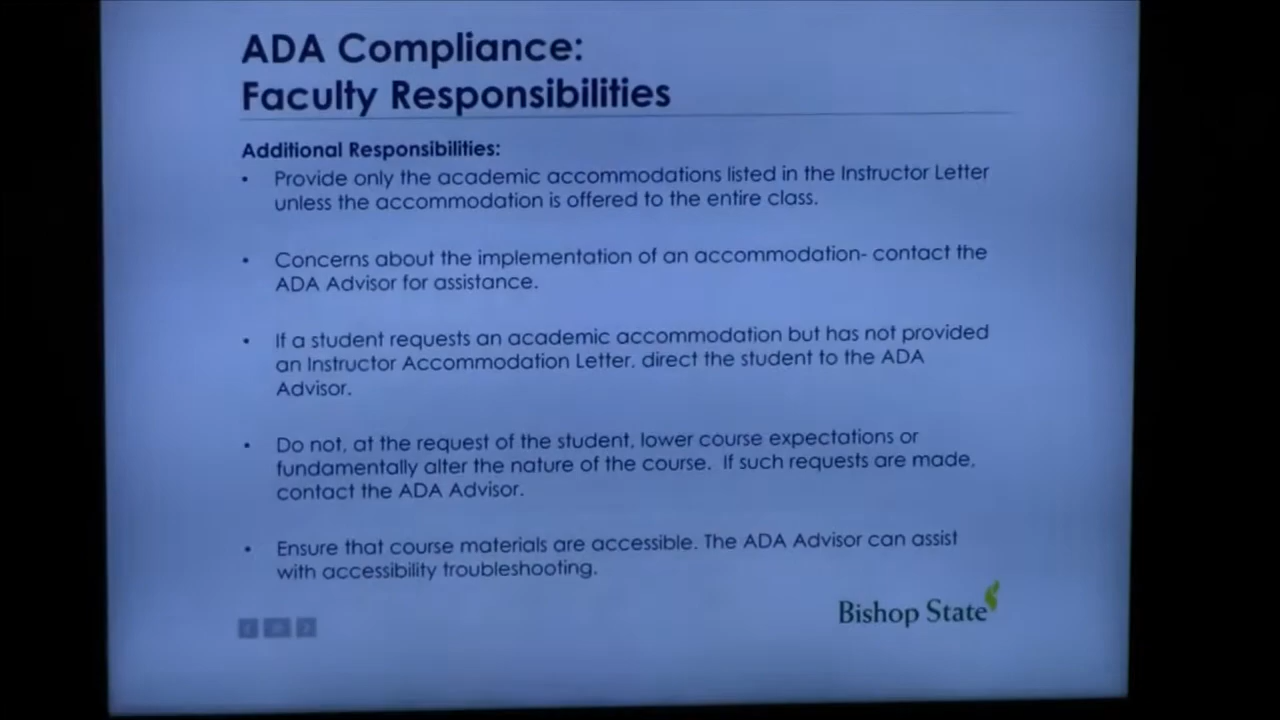 ADA Compliance:
Faculty Responsibilities
Additional Responsibilities:
• Provide only the academic accommodations listed in the Instructor Letter
unless the accommodation is offered to the entire class.
• Concerns about the implementation of an accommodation- contact the
ADA Advisor for assistance.
• If a student requests an academic accommodation but has not provided
an Instructor Accommodation Letter, direct the student to the ADA
Advisor.
• Do not, at the request of the student, lower course expectations or
fundamentally alter the nature of the course. If such requests are made,
contact the ADA Advisor.
• Ensure that course materials are accessible. The ADA Advisor can assist
with accessibility troubleshooting.
Bishop State